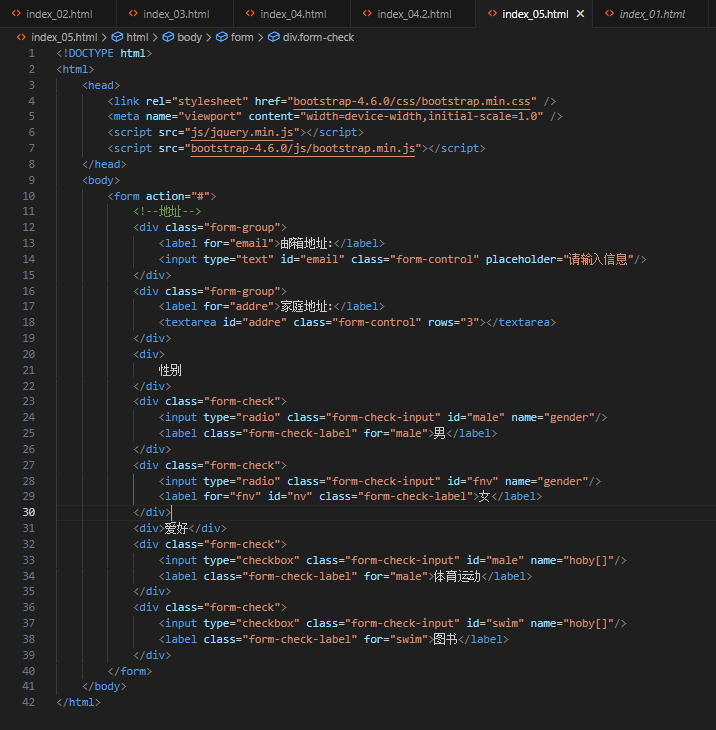 index_02.html index_03.html index_04.html index_04.2.html index_05.html index_01.html
index_05.html > html > body > form > div.form-check
1 <!DOCTYPE html>
2 <html>
3 <head>
4 <link rel="stylesheet" href="bootstrap-4.6.0/css/bootstrap.min.css" />
5 <meta name="viewport" content="width=device-width,initial-scale=1.0" />
6 <script src="js/jquery.min.js"></script>
7 <script src="bootstrap-4.6.0/js/bootstrap.min.js"></script>
8 </head>
9 <body>
10 <form action="#">
11 <!--地址-->
12 <div class="form-group">
13 <label for="email">邮箱地址:</label>
14 <input type="text" id="email" class="form-control" placeholder="请输入信息"/>
15 </div>
16 <div class="form-group">
17 <label for="addre">家庭地址:</label>
18 <textarea id="addre" class="form-control" rows="3"></textarea>
19 </div>
20 <div>
21 性别
22 </div>
23 <div class="form-check">
24 <input type="radio" class="form-check-input" id="male" name="gender"/>
25 <label class="form-check-label" for="male">男</label>
26 </div>
27 <div class="form-check">
28 <input type="radio" class="form-check-input" id="fnv" name="gender"/>
29 <label for="fnv" id="nv" class="form-check-label">女</label>
30 </div>
31 <div>爱好</div>
32 <div class="form-check">
33 <input type="checkbox" class="form-check-input" id="male" name="hoby[]"/>
34 <label class="form-check-label" for="male">体育运动</label>
35 </div>
36 <div class="form-check">
37 <input type="checkbox" class="form-check-input" id="swim" name="hoby[]"/>
38 <label class="form-check-label" for="swim">图书</label>
39 </div>
40 </form>
41 </body>
42 </html>